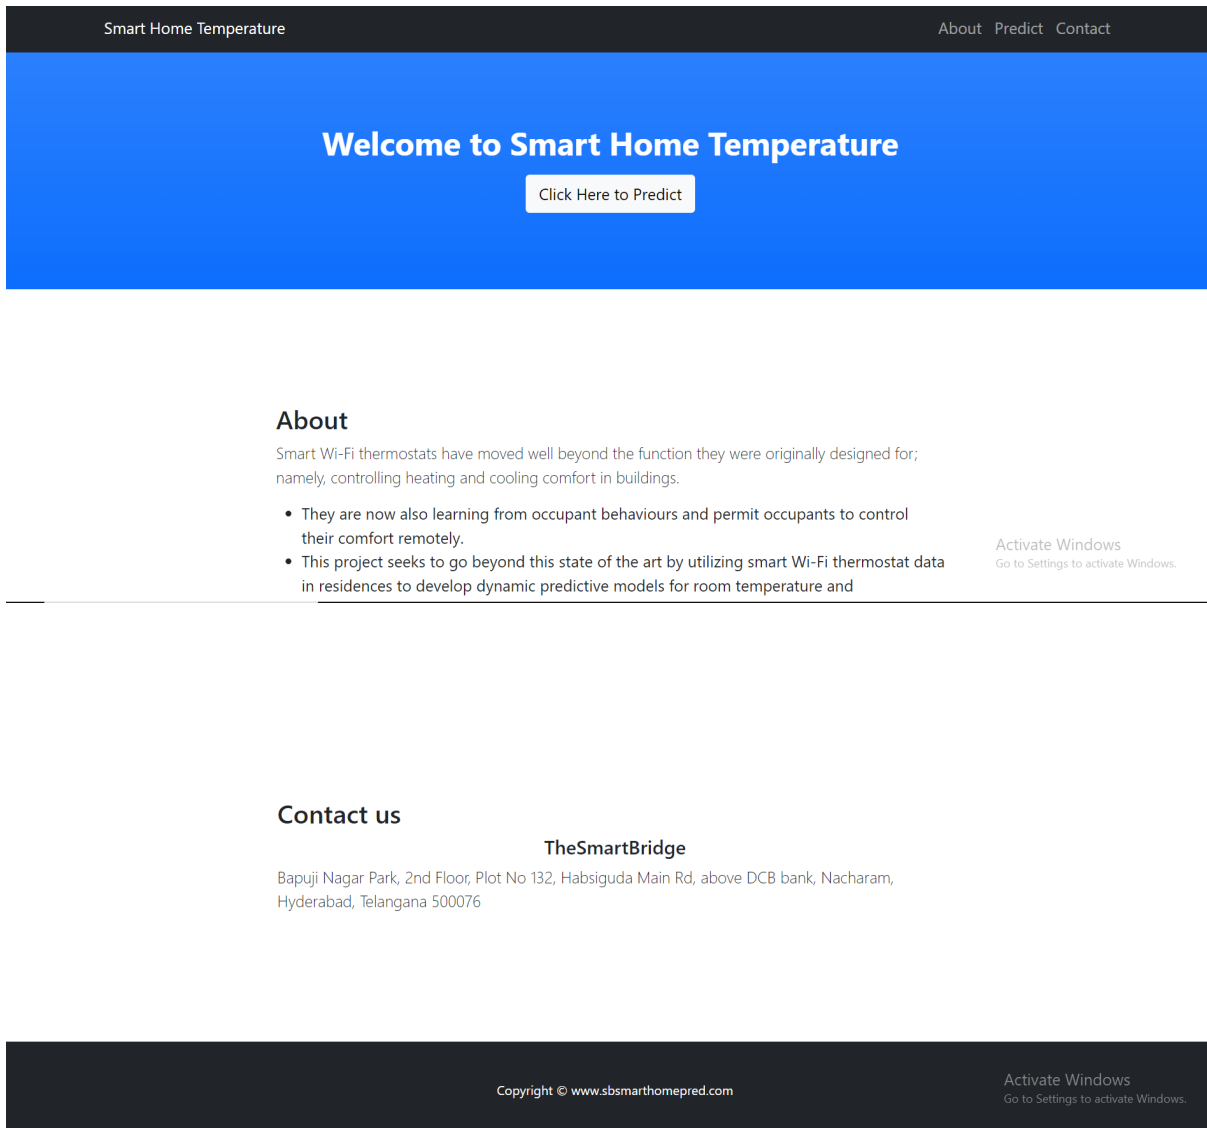 Smart Home Temperature
About Predict Contact
Welcome to Smart Home Temperature
Click Here to Predict
About
Smart Wi-Fi thermostats have moved well beyond the function they were originally designed for;
namely, controlling heating and cooling comfort in buildings.
• They are now also learning from occupant behaviours and permit occupants to control
their comfort remotely.
• This project seeks to go beyond this state of the art by utilizing smart Wi-Fi thermostat data
in residences to develop dynamic predictive models for room temperature and
Activate Windows
Go to Settings to activate Windows.
Contact us
TheSmartBridge
Bapuji Nagar Park, 2nd Floor, Plot No 132, Habsiguda Main Rd, above DCB bank, Nacharam,
Hyderabad, Telangana 500076
Copyright © www.sbsmarthomepred.com
Activate Windows
Go to Settings to activate Windows.